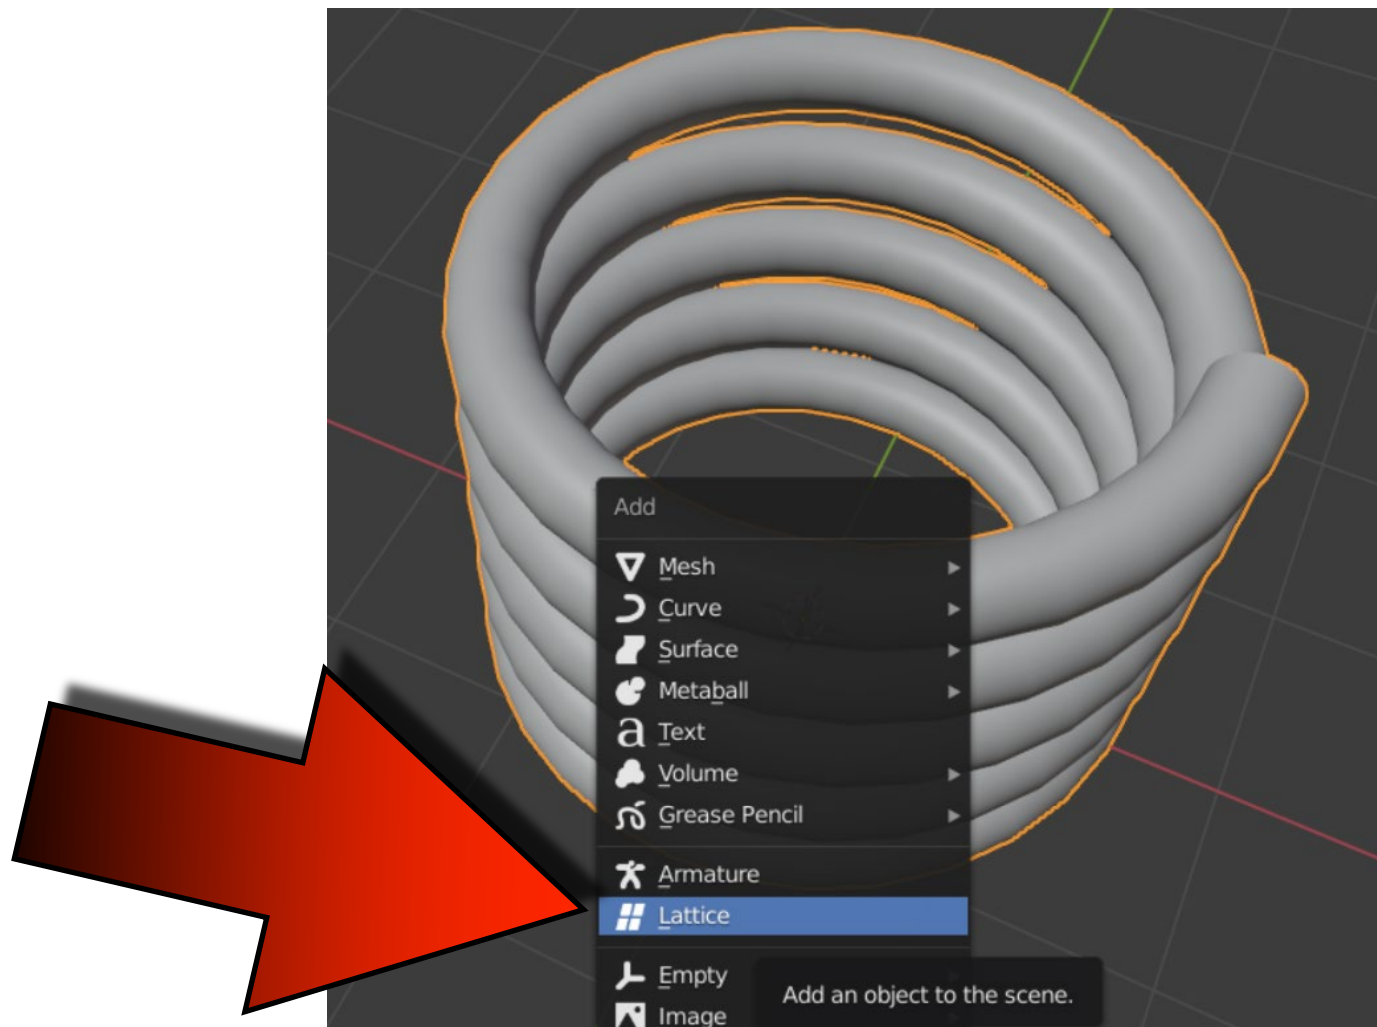 Add
Mesh
Curve
Surface
Metaball
Text
Volume
Grease Pencil
Armature
Lattice
Empty
Add an object to the scene.
Image